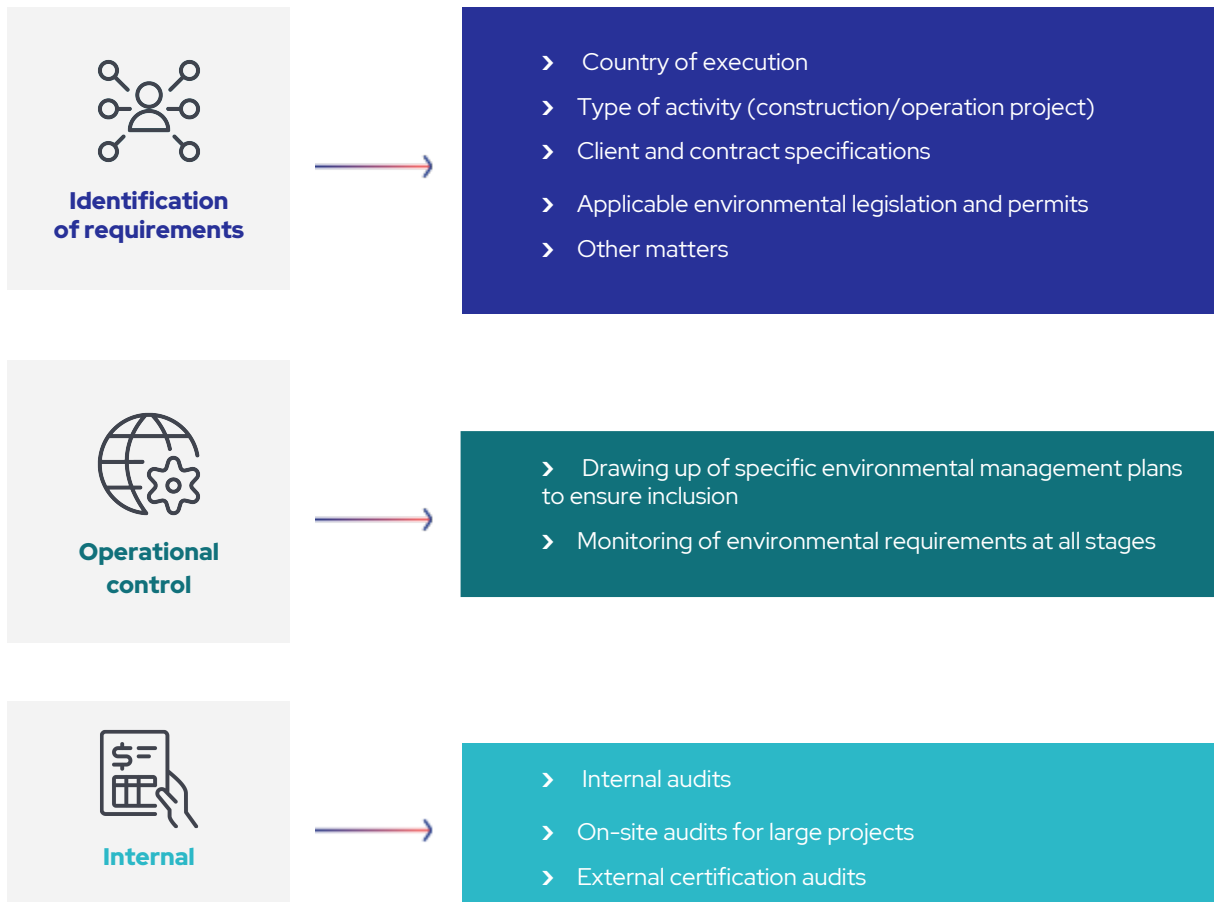 Identification
of requirements
› Country of execution
› Type of activity (construction/operation project)
› Client and contract specifications
› Applicable environmental legislation and permits
› Other matters
Operational
control
› Drawing up of specific environmental management plans
to ensure inclusion
› Monitoring of environmental requirements at all stages
$
Internal
› Internal audits
› On-site audits for large projects
› External certification audits